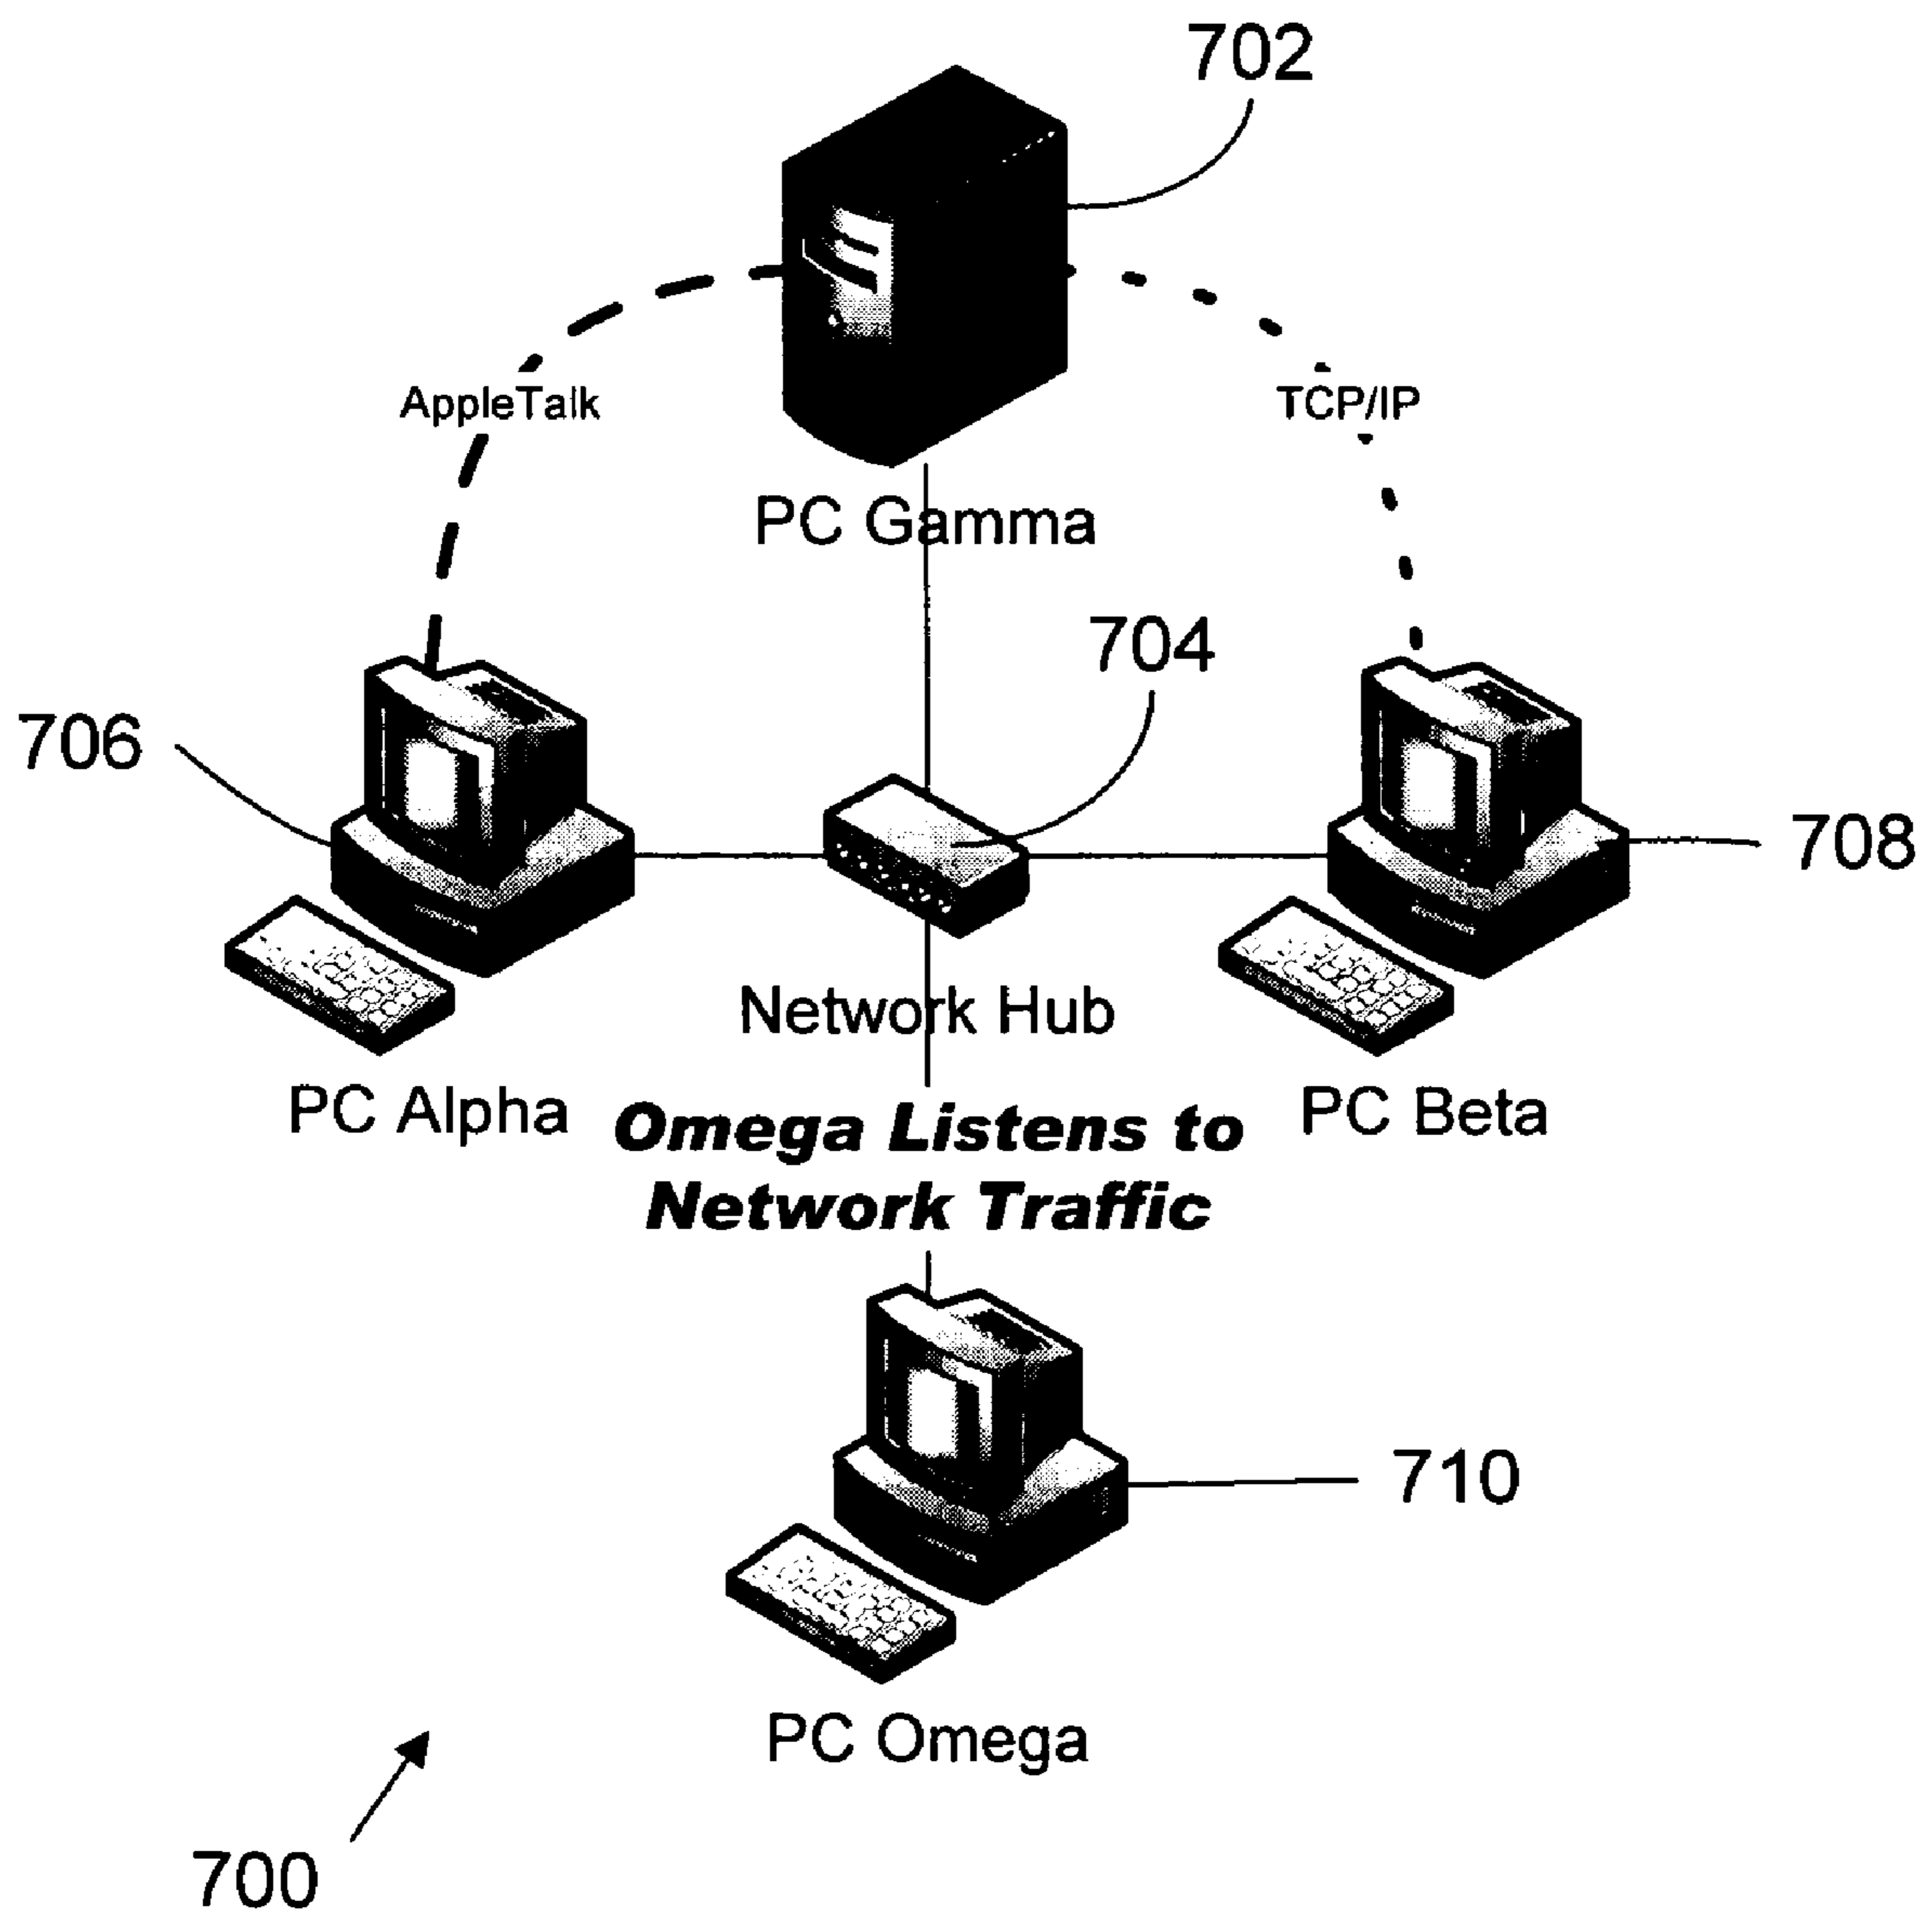 702
AppleTalk
TCP/IP
PC Gamma
704
706
708
Network Hub
PC Alpha
PC Beta
Omega Listens to
Network Traffic
710
PC Omega
700